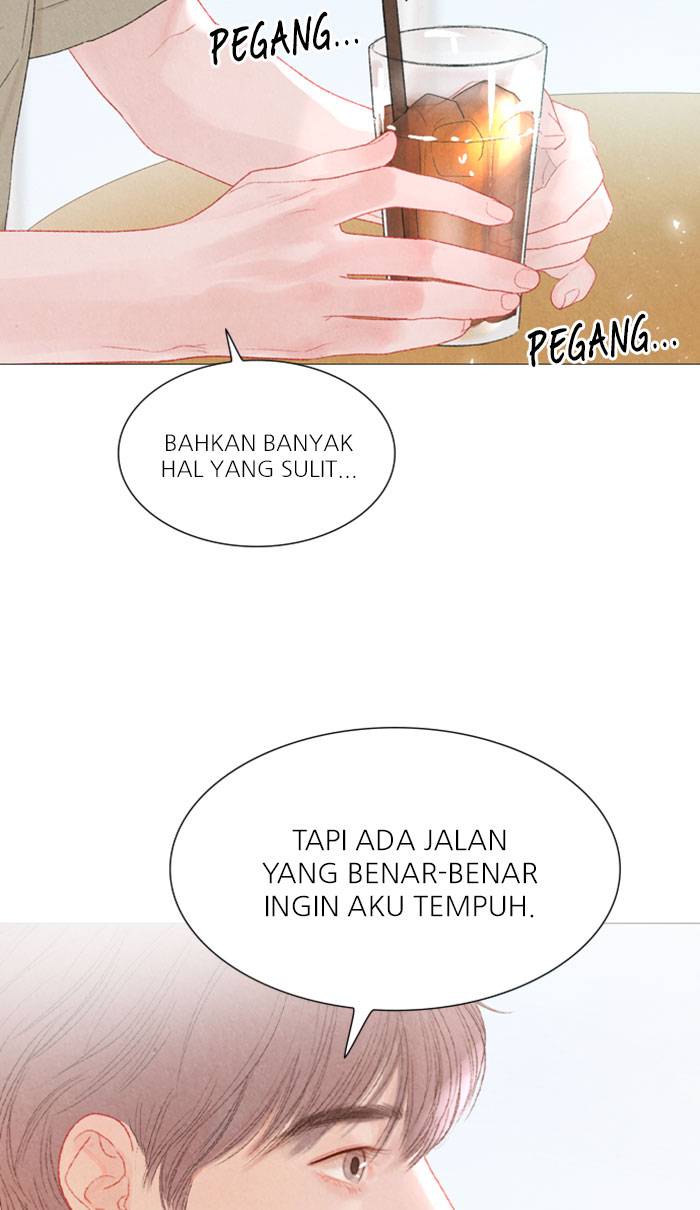 PEGANG...
PEGANG...
BAHKAN BANYAK
HAL YANG SULIT...
TAPI ADA JALAN
YANG BENAR-BENAR
INGIN AKU TEMPUH.